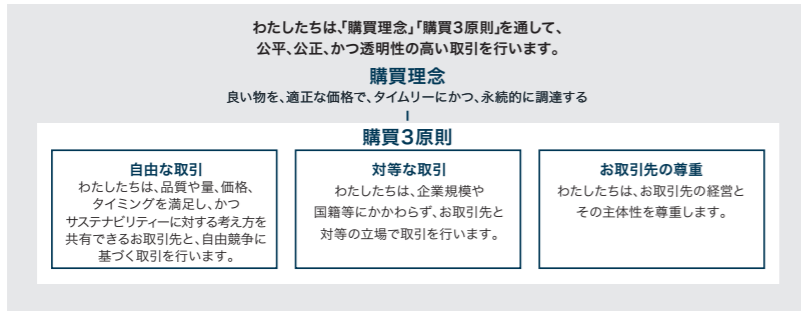 わたしたちは、「購買理念」「購買3原則」を通して、
公平、公正、かつ透明性の高い取引を行います。
購買理念
良い物を、適正な価格で、タイムリーにかつ、永続的に調達する
購買3原則
自由な取引
わたしたちは、品質や量、価格、
タイミングを満足し、かつ
サステナビリティーに対する考え方を
共有できるお取引先と、自由競争に
基づく取引を行います。
対等な取引
わたしたちは、企業規模や
国籍等にかかわらず、お取引先と
対等の立場で取引を行います。
お取引先の尊重
わたしたちは、お取引先の経営と
その主体性を尊重します。